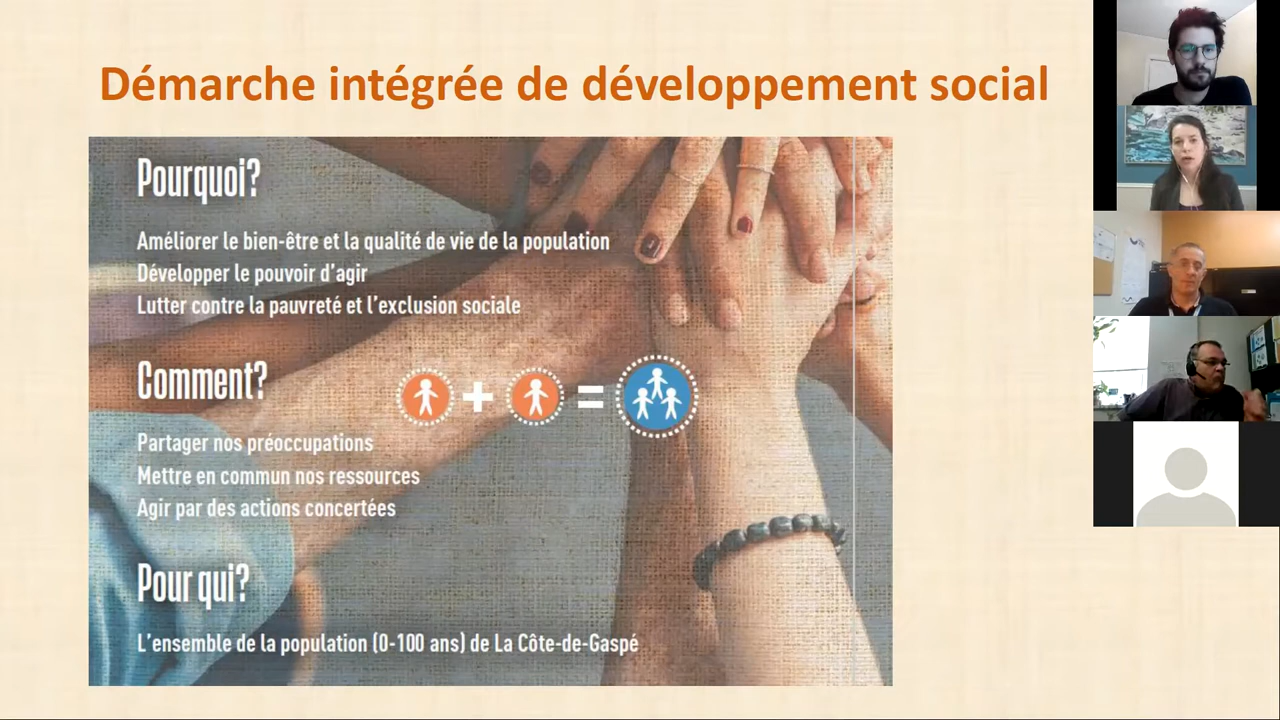 Démarche intégrée de développement social
Pourquoi?
Améliorer le bien-être et la qualité de vie de la population
Développer le pouvoir d'agir
Lutter contre la pauvreté et l'exclusion sociale
Comment?
Partager nos préoccupations
Mettre en commun nos ressources
Agir par des actions concertées
Pour qui?
L'ensemble de la population (0-100 ans) de La Côte-de-Gaspé